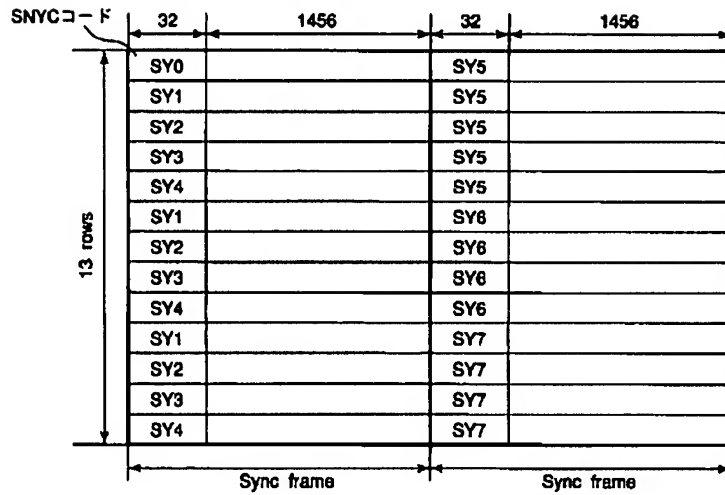 SNYCコード 32 1456 32 1456
SY0 SY5
SY1 SY5
SY2 SY5
SY3 SY5
SY4 SY5
SY1 SY6
SY2 SY6
SY3 SY6
SY4 SY6
SY1 SY7
SY2 SY7
SY3 SY7
SY4 SY7
13 rows
Sync frame Sync frame